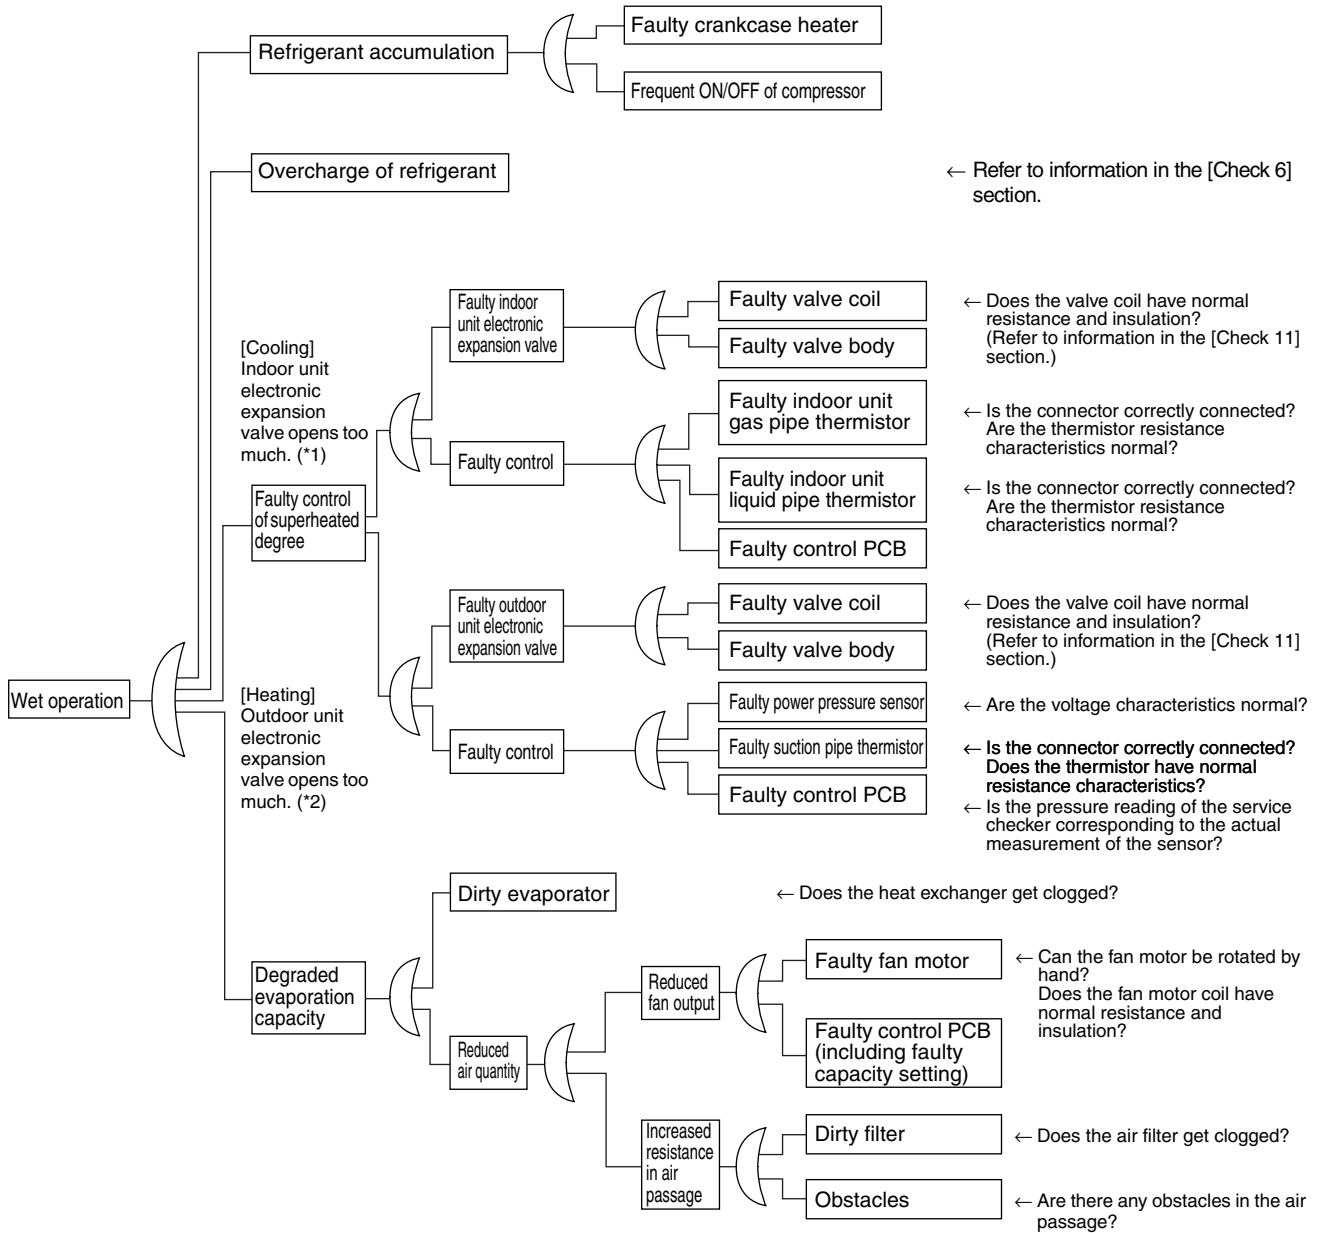 Refrigerant accumulation
Faulty crankcase heater
Frequent ON/OFF of compressor
Overcharge of refrigerant
← Refer to information in the [Check 6]
section.
[Cooling]
Indoor unit
electronic
expansion
valve opens too
much. (*1)
Faulty indoor
unit electronic
expansion valve
Faulty valve coil
← Does the valve coil have normal
resistance and insulation?
(Refer to information in the [Check 11]
section.)
Faulty valve body
Faulty control
Faulty indoor unit
gas pipe thermistor
← Is the connector correctly connected?
Are the thermistor resistance
characteristics normal?
Faulty indoor unit
liquid pipe thermistor
← Is the connector correctly connected?
Are the thermistor resistance
characteristics normal?
Faulty control PCB
Faulty control
of superheated
degree
Faulty outdoor
unit electronic
expansion valve
Faulty valve coil
← Does the valve coil have normal
resistance and insulation?
(Refer to information in the [Check 11]
section.)
Faulty valve body
Wet operation
[Heating]
Outdoor unit
electronic
expansion
valve opens too
much. (*2)
Faulty control
Faulty power pressure sensor
← Are the voltage characteristics normal?
Faulty suction pipe thermistor
← Is the connector correctly connected?
Does the thermistor have normal
resistance characteristics?
Faulty control PCB
← Is the pressure reading of the service
checker corresponding to the actual
measurement of the sensor?
Dirty evaporator
← Does the heat exchanger get clogged?
Degraded
evaporation
capacity
Reduced
air quantity
Reduced
fan output
Faulty fan motor
← Can the fan motor be rotated by
hand?
Does the fan motor coil have
normal resistance and
insulation?
Faulty control PCB
(including faulty
capacity setting)
Increased
resistance
in air
passage
Dirty filter
← Does the air filter get clogged?
Obstacles
← Are there any obstacles in the air
passage?